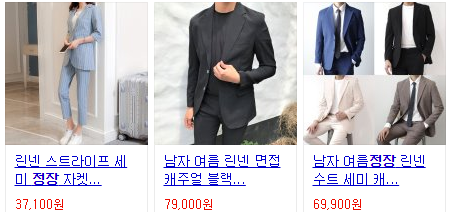 린넨 스트라이프 세
미 정장 자켓...
37,100원
남자 여름 린넨 면접
캐주얼 블랙...
79,000원
남자 여름정장 린넨
수트 세미 캐...
69,900원